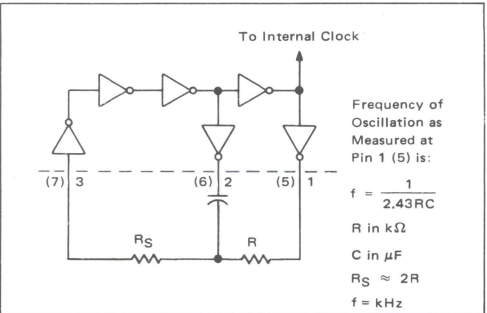 To Internal Clock
Frequency of
Oscillation as
Measured at
Pin 1 (5) is:
(7) 3
(6) 2
(5) 1
f = 1 / 2.43RC
R in kΩ
C in μF
RS ≈ 2R
f = kHz
RS
R